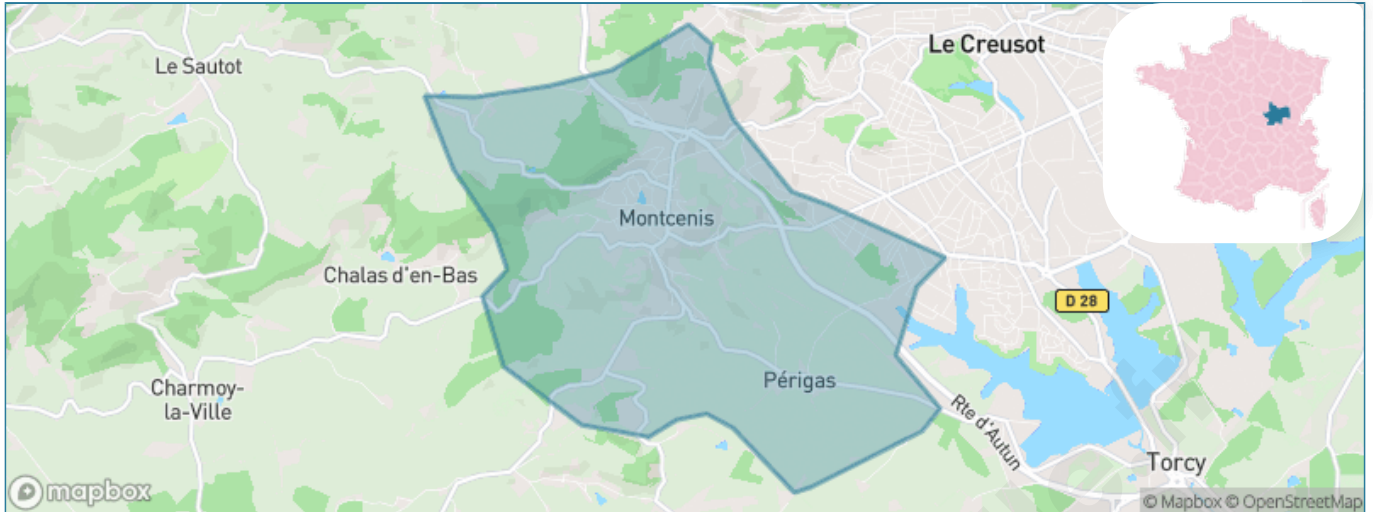 Le Creusot
Le Sautot
Montcenis
Chalas d'en-Bas
D 28
Périgas
Charmoy-
la-Ville
Rte d'Autun
Torcy
mapbox
© Mapbox © OpenStreetMap